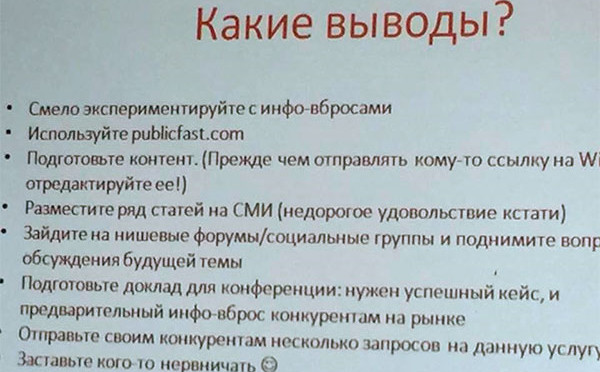 Какие выводы?
• Смело экспериментируйте с инфо-вбросами
• Используйте publicfast.com
• Подготовьте контент. (Прежде чем отправлять кому-то ссылку на Wi
отредактируйте ее!)
• Разместите ряд статей на СМИ (недорогое удовольствие кстати)
• Зайдите на нишевые форумы/социальные группы и поднимите вопр
обсуждения будущей темы
• Подготовьте доклад для конференции: нужен успешный кейс, и
предварительный инфо-вброс конкурентам на рынке
• Отправьте своим конкурентам несколько запросов на данную услугу
Заставьте кого-то нервничать 😊